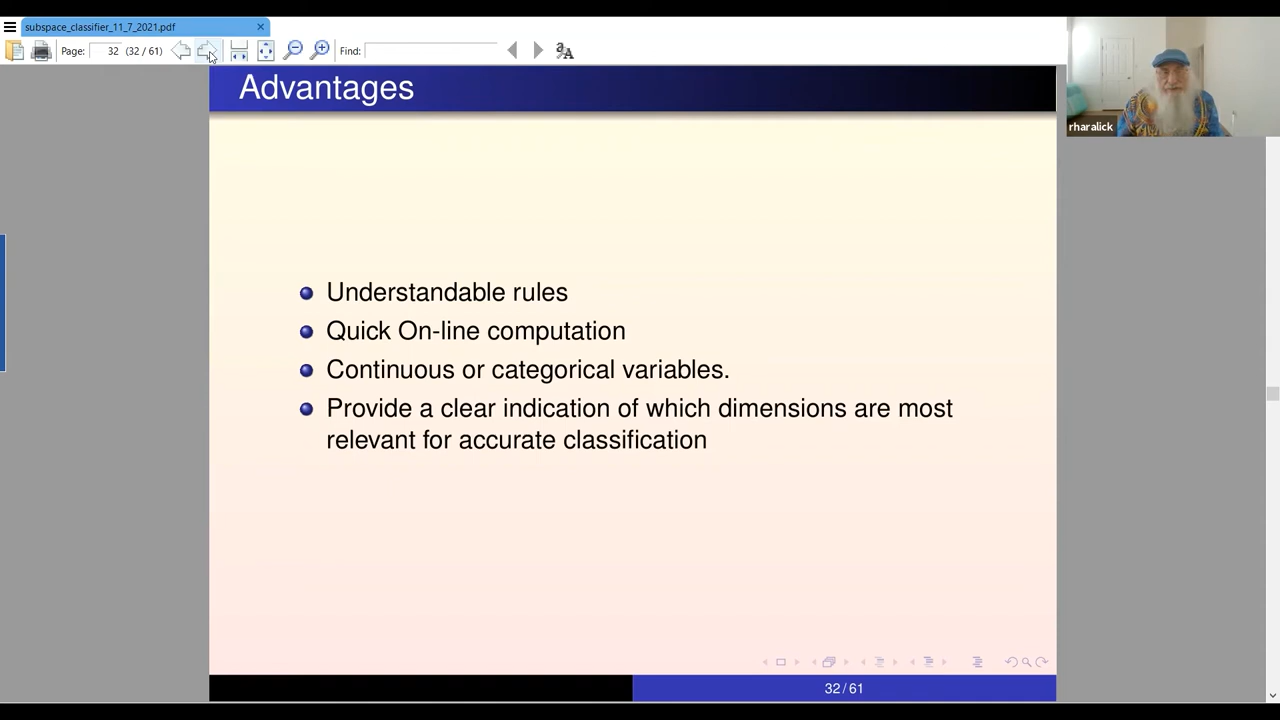 subspace_classifier_11_7_2021.pdf
Page: 32 (32 / 61) Find:
rharalick
Advantages
Understandable rules
Quick On-line computation
Continuous or categorical variables.
Provide a clear indication of which dimensions are most
relevant for accurate classification
32 / 61